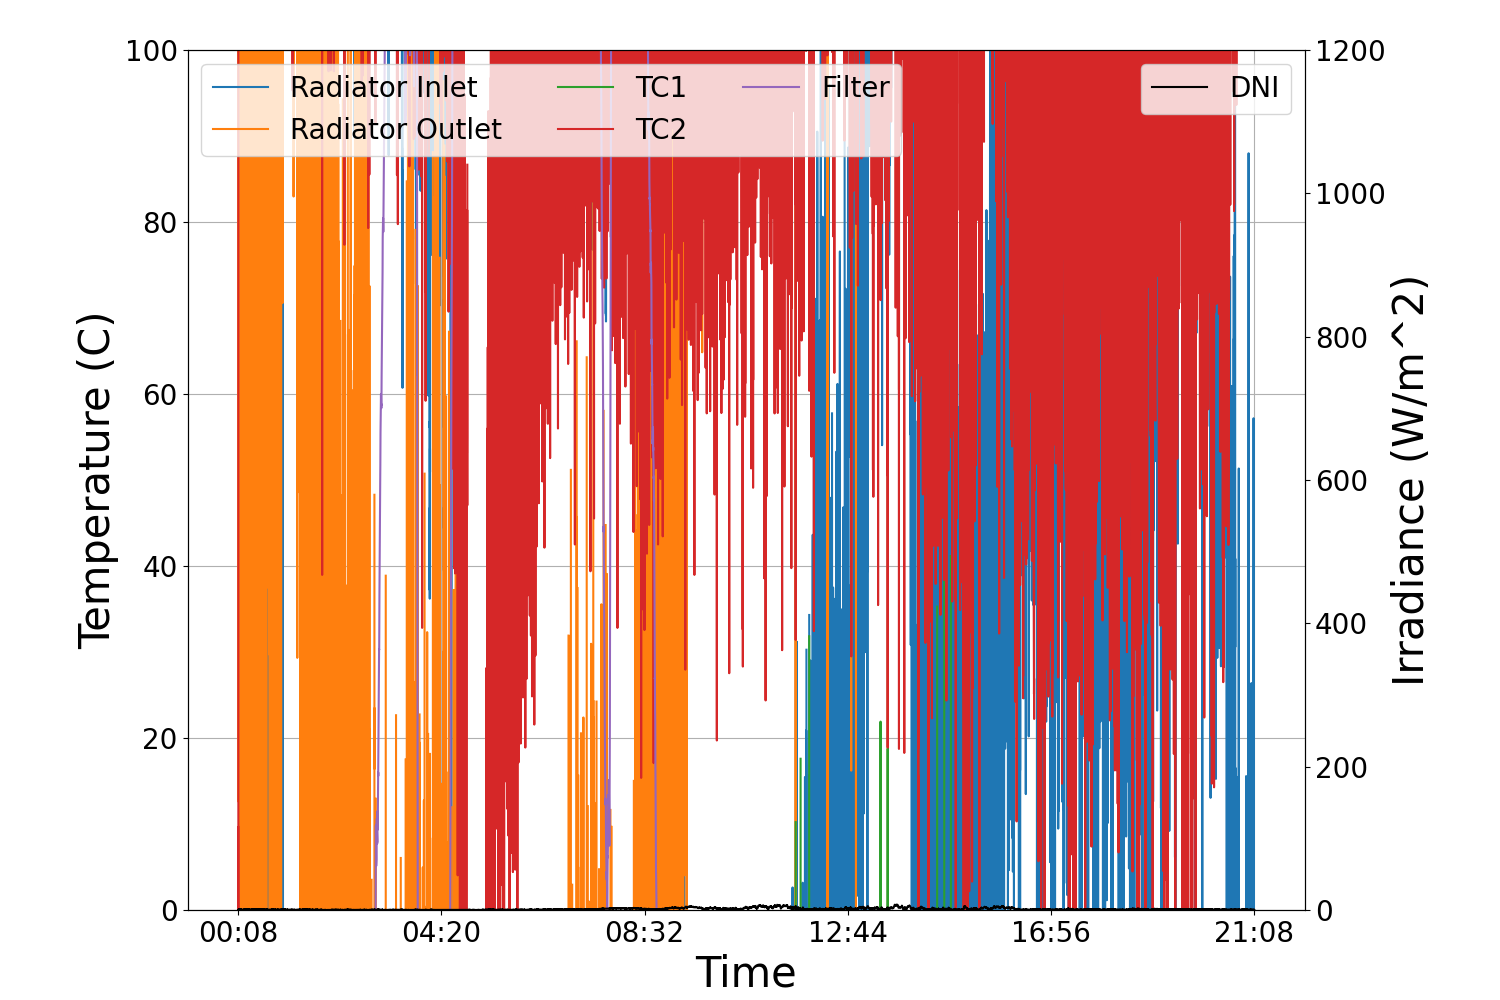 100
80
60
40
20
0
Temperature (C)
Radiator Inlet
Radiator Outlet
TC1
TC2
Filter
DNI
1200
1000
800
600
400
200
0
Irradiance (W/m^2)
00:08
04:20
08:32
12:44
16:56
21:08
Time